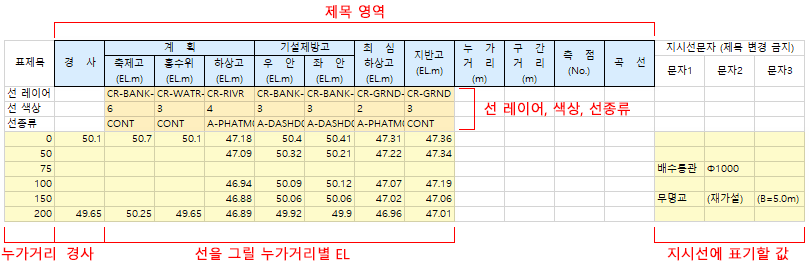 제목 영역
표제목 경 사 계 획 기설제방고 최 심 하상고 (EL.m) 지반고 (EL.m) 누 가 거 리 (m) 구 간 거 리 (m) 측 점 (No.) 곡 선 지시선문자 (제목 변경 금지)
축제고 (EL.m) 홍수위 (EL.m) 하상고 (EL.m) 우 안 (EL.m) 좌 안 (EL.m) 문자1 문자2 문자3
선 레이어 CR-BANK- CR-WATR- CR-RIVR CR-BANK- CR-BANK- CR-GRND- CR-GRND
선 색상 6 3 4 3 3 2 3
선종류 CONT CONT A-PHATM A-DASHD A-DASHD A-PHATM CONT
선 레이어, 색상, 선종류
0 50.1 50.7 50.1 47.18 50.4 50.41 47.31 47.36
50 47.09 50.32 50.21 47.22 47.34
75 배수통관 Φ1000
100 46.94 50.09 50.12 47.07 47.19
150 46.88 50.06 50.06 47.02 47.06 무명교 (재가설) (B=5.0m)
200 49.65 50.25 49.65 46.89 49.92 49.9 46.96 47.01
누가거리 경사 선을 그릴 누가거리별 EL 지시선에 표기할 값